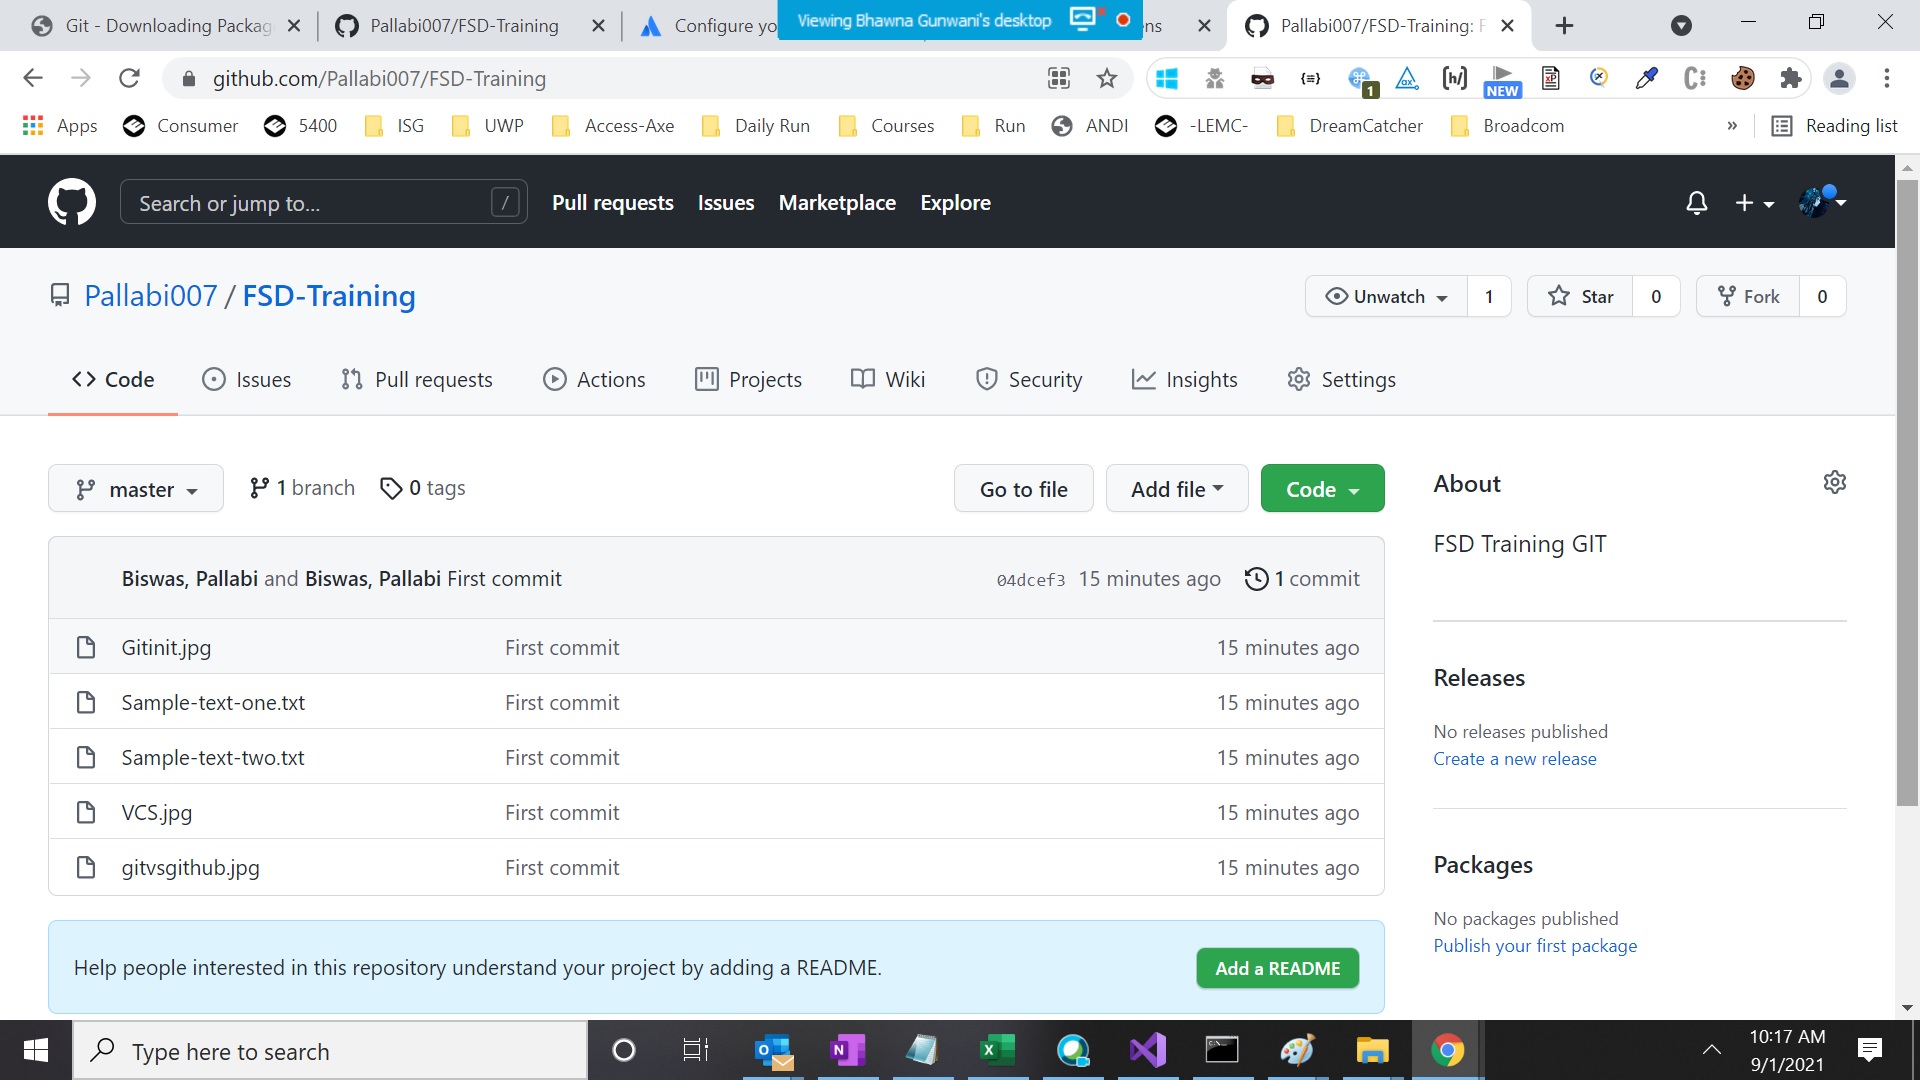 Git - Downloading Packag
Pallabi007/FSD-Training
Configure yo
Viewing Bhawna Gunwani's desktop
ens
Pallabi007/FSD-Training: F
github.com/Pallabi007/FSD-Training
1
NEW
Apps
Consumer
5400
ISG
UWP
Access-Axe
Daily Run
Courses
Run
ANDI
-LEMC-
DreamCatcher
Broadcom
»
Reading list
Search or jump to...
/
Pull requests
Issues
Marketplace
Explore
Pallabi007 / FSD-Training
Unwatch
1
Star
0
Fork
0
Code
Issues
Pull requests
Actions
Projects
Wiki
Security
Insights
Settings
master
1 branch
0 tags
Go to file
Add file
Code
About
FSD Training GIT
Biswas, Pallabi and Biswas, Pallabi First commit
04dcef3
15 minutes ago
1 commit
Gitinit.jpg
First commit
15 minutes ago
Sample-text-one.txt
First commit
15 minutes ago
Sample-text-two.txt
First commit
15 minutes ago
VCS.jpg
First commit
15 minutes ago
gitvsgithub.jpg
First commit
15 minutes ago
Releases
No releases published
Create a new release
Packages
No packages published
Publish your first package
Help people interested in this repository understand your project by adding a README.
Add a README
Type here to search
10:17 AM
9/1/2021